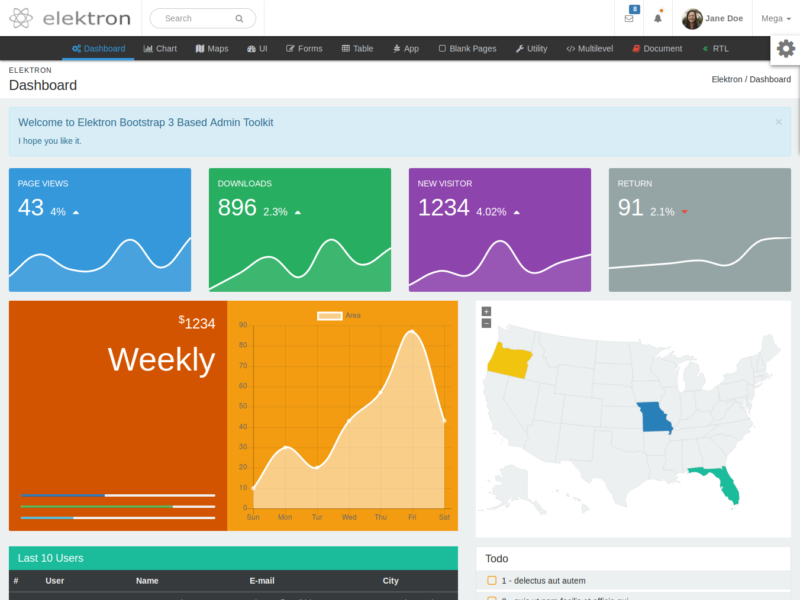 elektron
Search
8
Jane Doe
Mega
Dashboard
Chart
Maps
UI
Forms
Table
App
Blank Pages
Utility
Multilevel
Document
RTL
ELEKTRON
Dashboard
Elektron / Dashboard
Welcome to Elektron Bootstrap 3 Based Admin Toolkit
×
I hope you like it.
PAGE VIEWS
43 4%
DOWNLOADS
896 2.3%
NEW VISITOR
1234 4.02%
RETURN
91 2.1%
$1234
Weekly
Area
90
80
70
60
50
40
30
20
10
0
Sun Mon Tur Wed Thu Fri Sat
+
−
Last 10 Users
# User Name E-mail City
Todo
1 - delectus aut autem